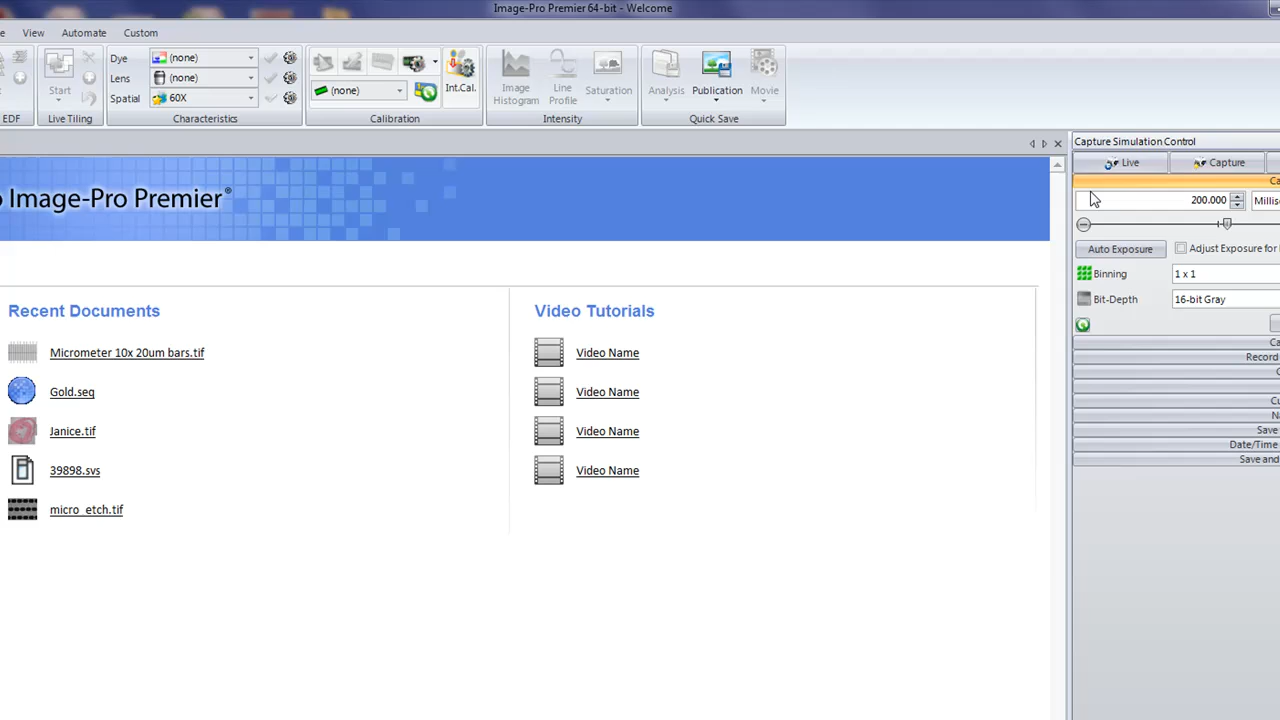 Image-Pro Premier 64-bit - Welcome
View Automate Custom
Dye (none)
Lens (none)
Spatial 60X
Start
(none)
Int.Cal.
Image Histogram
Line Profile
Saturation
Analysis
Publication
Movie
EDF
Live Tiling
Characteristics
Calibration
Intensity
Quick Save
Image-Pro Premier®
Recent Documents
Micrometer 10x 20um bars.tif
Gold.seq
Janice.tif
39898.svs
micro_etch.tif
Video Tutorials
Video Name
Video Name
Video Name
Video Name
Capture Simulation Control
Live Capture
200.000
Auto Exposure Adjust Exposure for
Binning 1 x 1
Bit-Depth 16-bit Gray
Record
Save
Date/Time
Save and